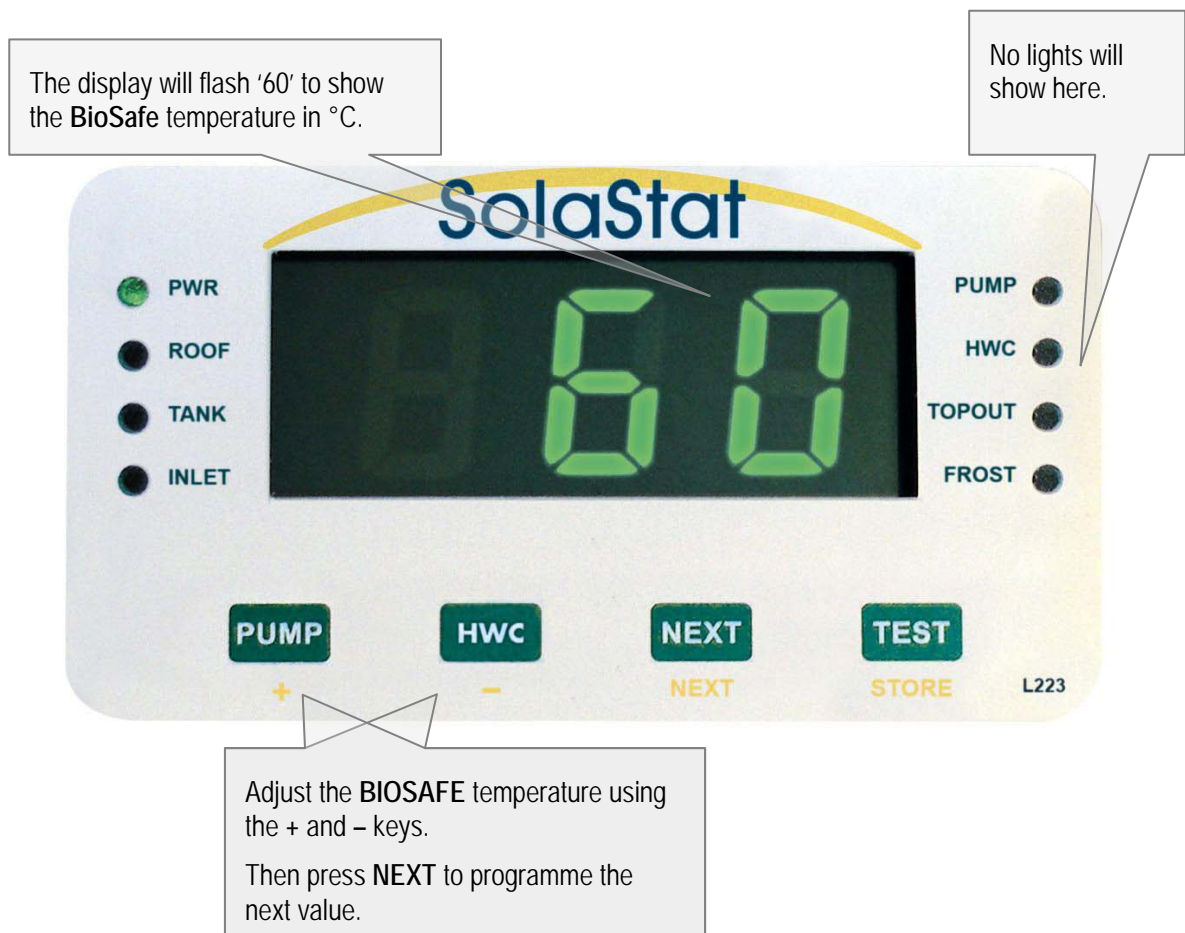 The display will flash ‘60’ to show
the BioSafe temperature in °C.
No lights will
show here.
SolaStat
PWR
ROOF
TANK
INLET
60
PUMP
HWC
TOPOUT
FROST
PUMP
HWC
NEXT
TEST
+
–
NEXT
STORE
L223
Adjust the BIOSAFE temperature using
the + and – keys.
Then press NEXT to programme the
next value.